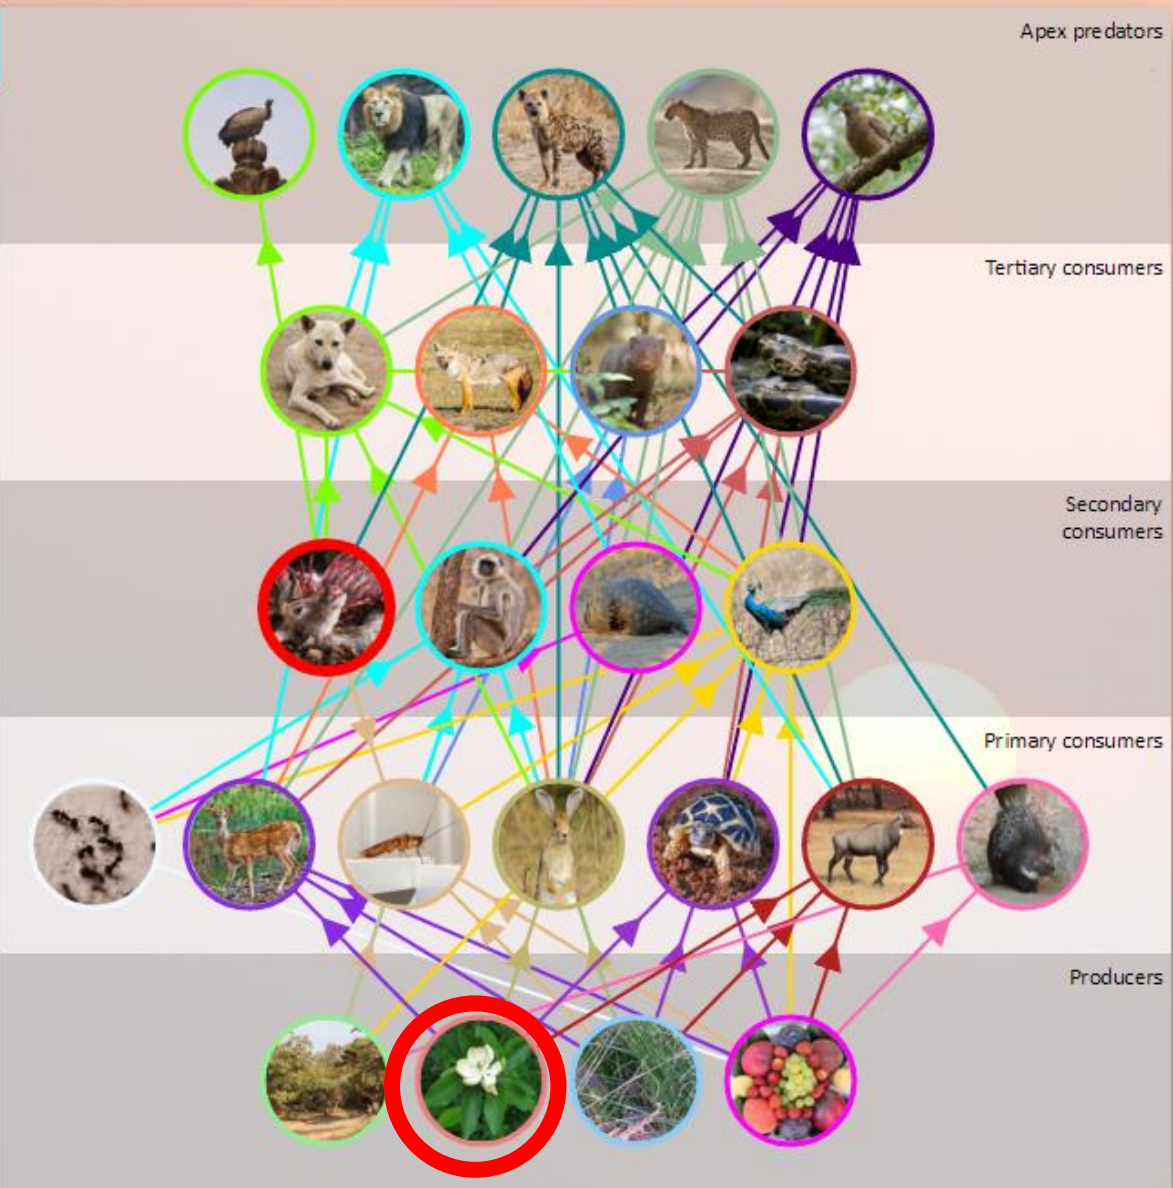 Apex predators
Tertiary consumers
Secondary
consumers
Primary consumers
Producers